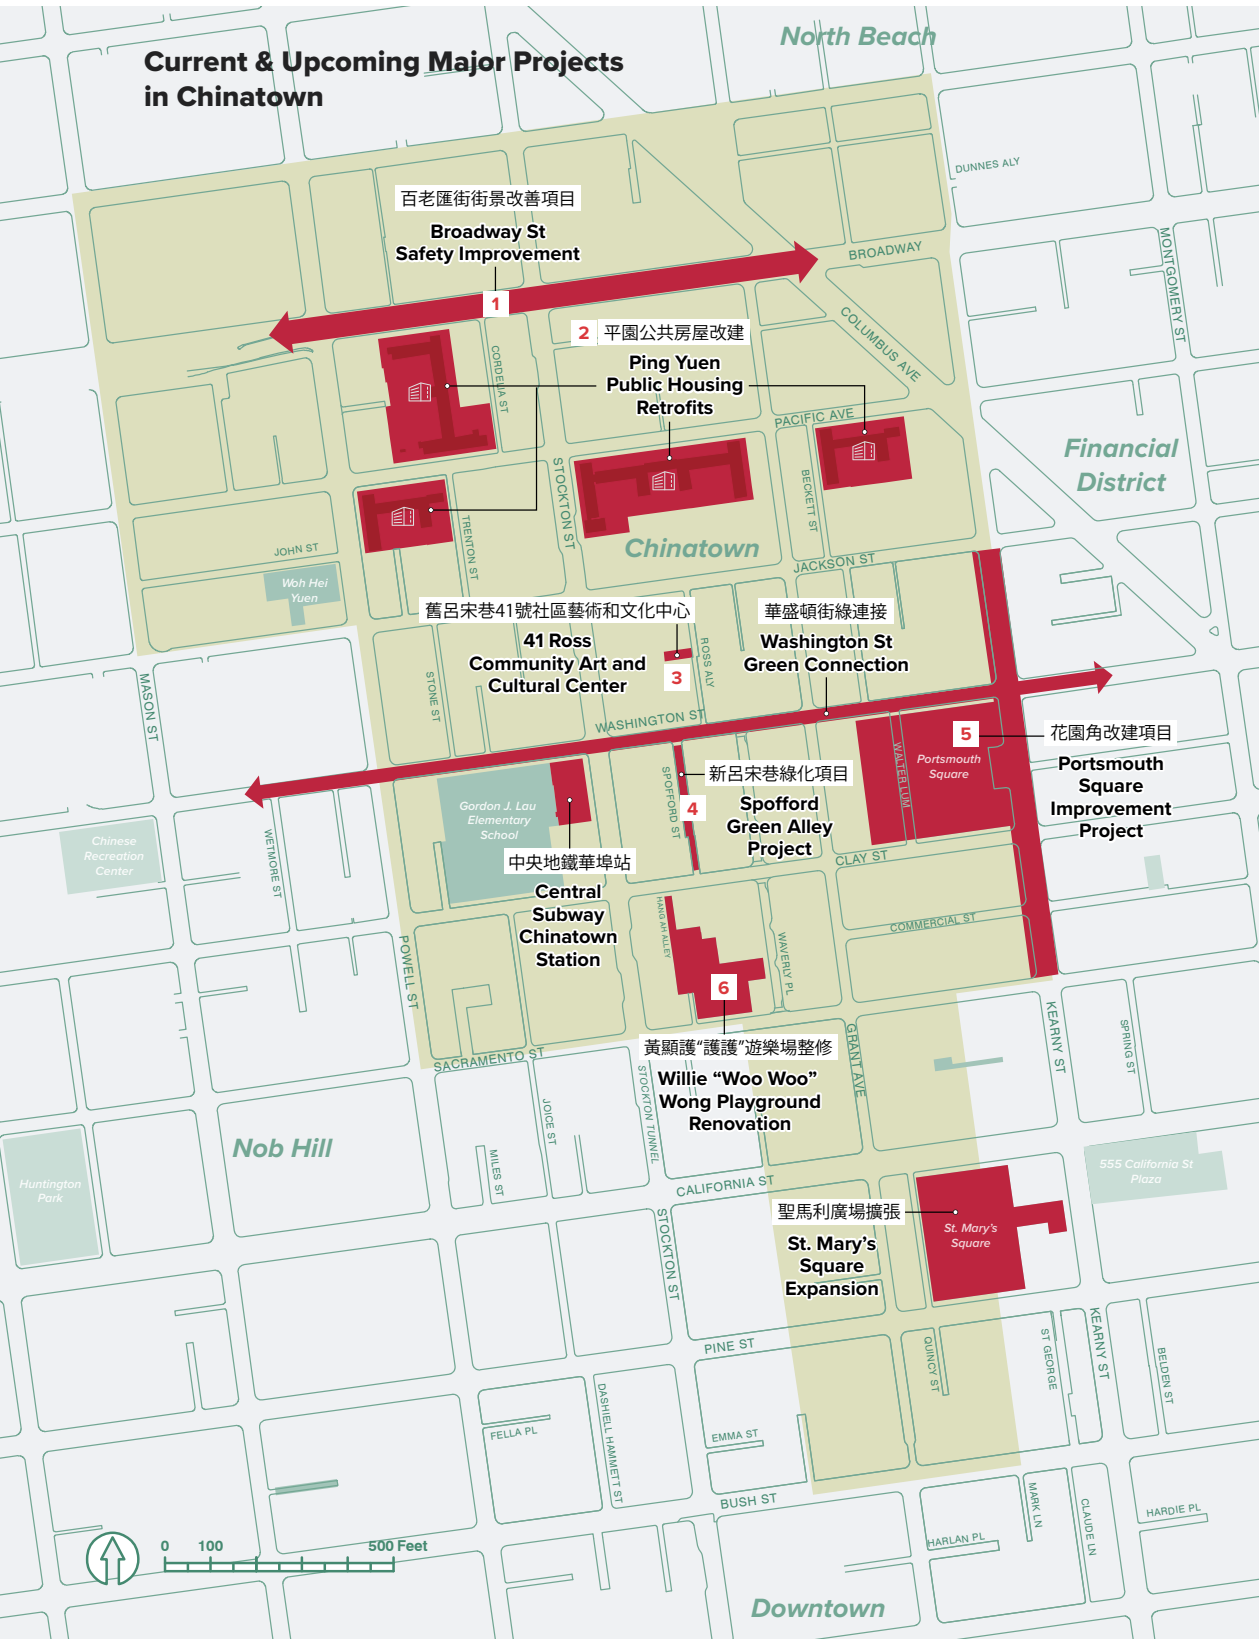 North Beach
Current & Upcoming Major Projects
in Chinatown
DUNNES ALY
百老匯街街景改善項目
Broadway St
Safety Improvement
BROADWAY
MONTGOMERY ST
1
2 平園公共房屋改建
Ping Yuen
Public Housing
Retrofits
COLUMBUS AVE
CORDELIA ST
PACIFIC AVE
Financial
District
STOCKTON ST
BECKETT ST
TRENTON ST
Chinatown
JOHN ST
JACKSON ST
Woh Hei
Yuen
舊呂宋巷41號社區藝術和文化中心
41 Ross
Community Art and
Cultural Center
3
ROSS ALY
華盛頓街綠連接
Washington St
Green Connection
MASON ST
STONE ST
WASHINGTON ST
5
Portsmouth
Square
WALTER LUM
花園角改建項目
Portsmouth
Square
Improvement
Project
新呂宋巷綠化項目
Spofford
Green Alley
Project
4
SPOFFORD ST
Gordon J. Lau
Elementary
School
Chinese
Recreation
Center
WETMORE ST
中央地鐵華埠站
Central
Subway
Chinatown
Station
CLAY ST
COMMERCIAL ST
HANG AH ALLEY
WAVERLY PL
POWELL ST
6
黃顯護“護護”遊樂場整修
Willie “Woo Woo”
Wong Playground
Renovation
SACRAMENTO ST
GRANT AVE
KEARNY ST
SPRING ST
STOCKTON TUNNEL
JOICE ST
MILES ST
Nob Hill
Huntington
Park
555 California St
Plaza
CALIFORNIA ST
聖馬利廣場擴張
St. Mary’s
Square
Expansion
St. Mary’s
Square
STOCKTON ST
PINE ST
QUINCY ST
ST GEORGE
KEARNY ST
BELDEN ST
DASHIELL HAMMETT ST
FELLA PL
EMMA ST
BUSH ST
MARK LN
CLAUDE LN
HARDIE PL
HARLAN PL
0 100 500 Feet
Downtown